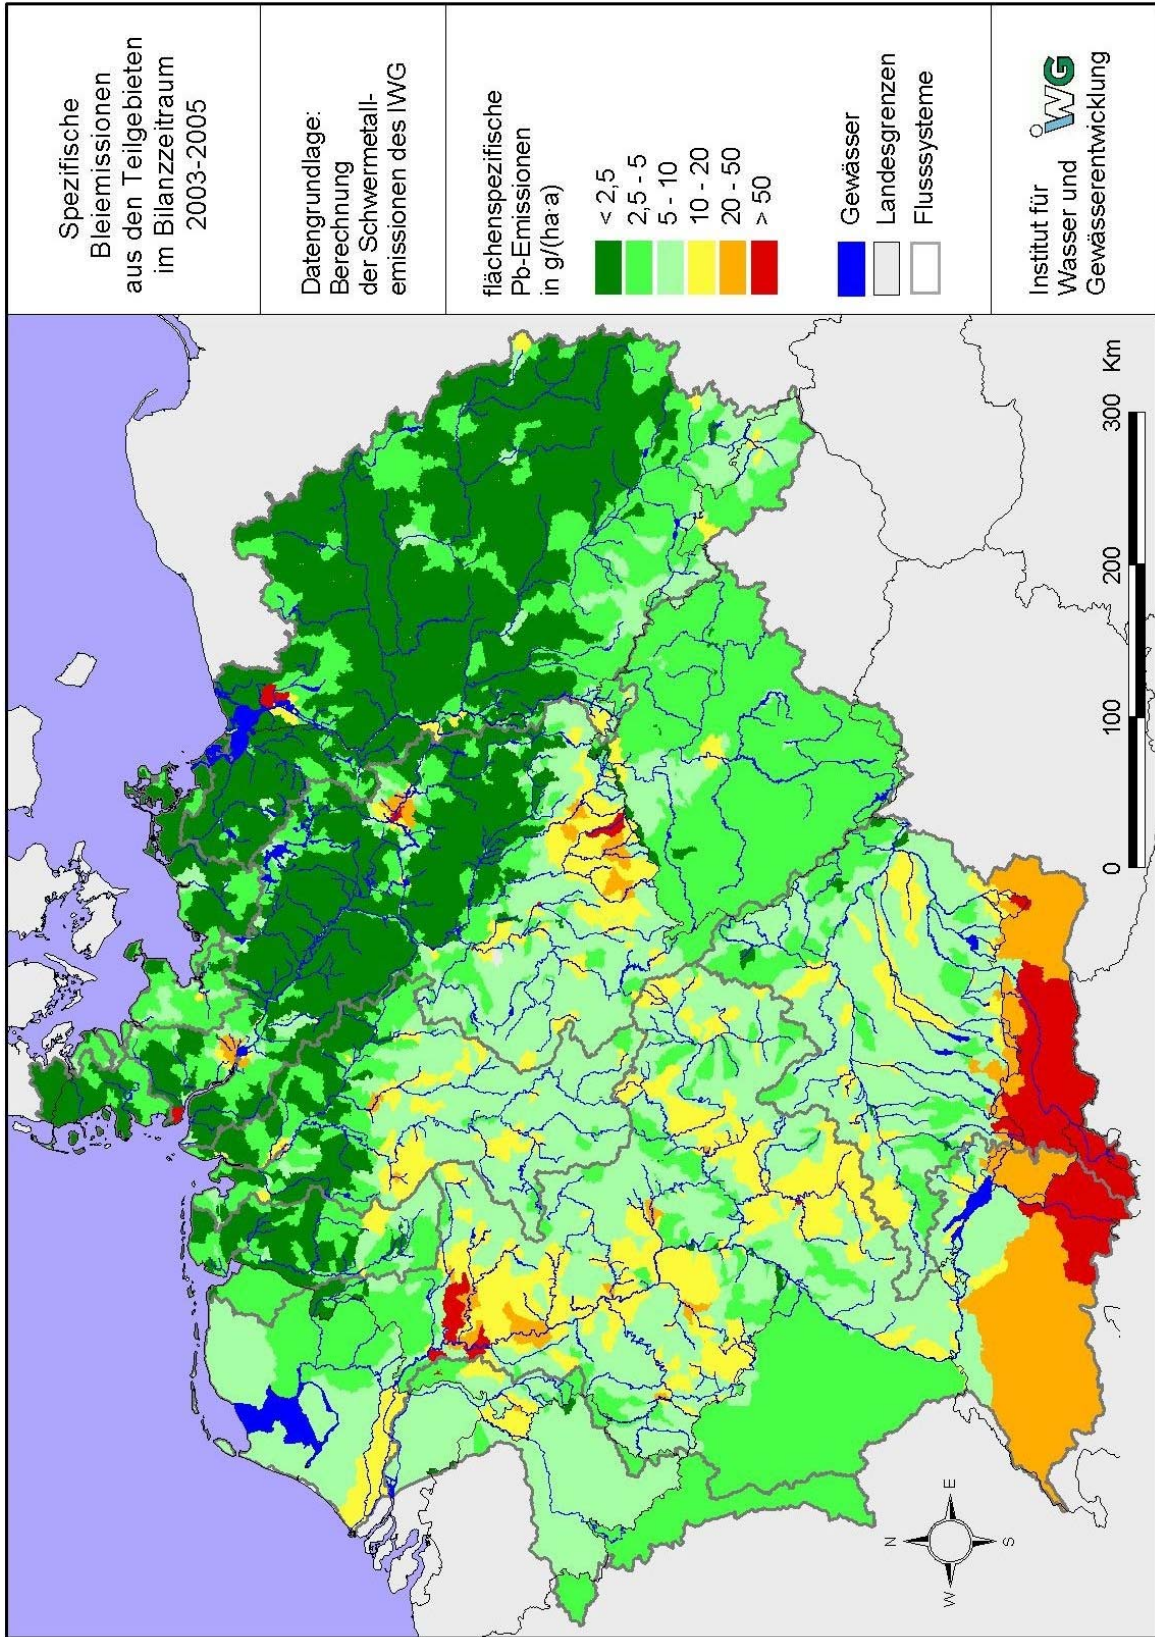 Spezifische
Bleiemissionen
aus den Teilgebieten
im Bilanzzeitraum
2003-2005
Datengrundlage:
Berechnung
der Schwermetall-
emissionen des IWG
flächenspezifische
Pb-Emissionen
in g/(ha·a)
< 2,5
2,5 - 5
5 - 10
10 - 20
20 - 50
> 50
Gewässer
Landesgrenzen
Flusssysteme
Institut für
Wasser und
Gewässerentwicklung
iWG
0 100 200 300 Km
N
W E
S